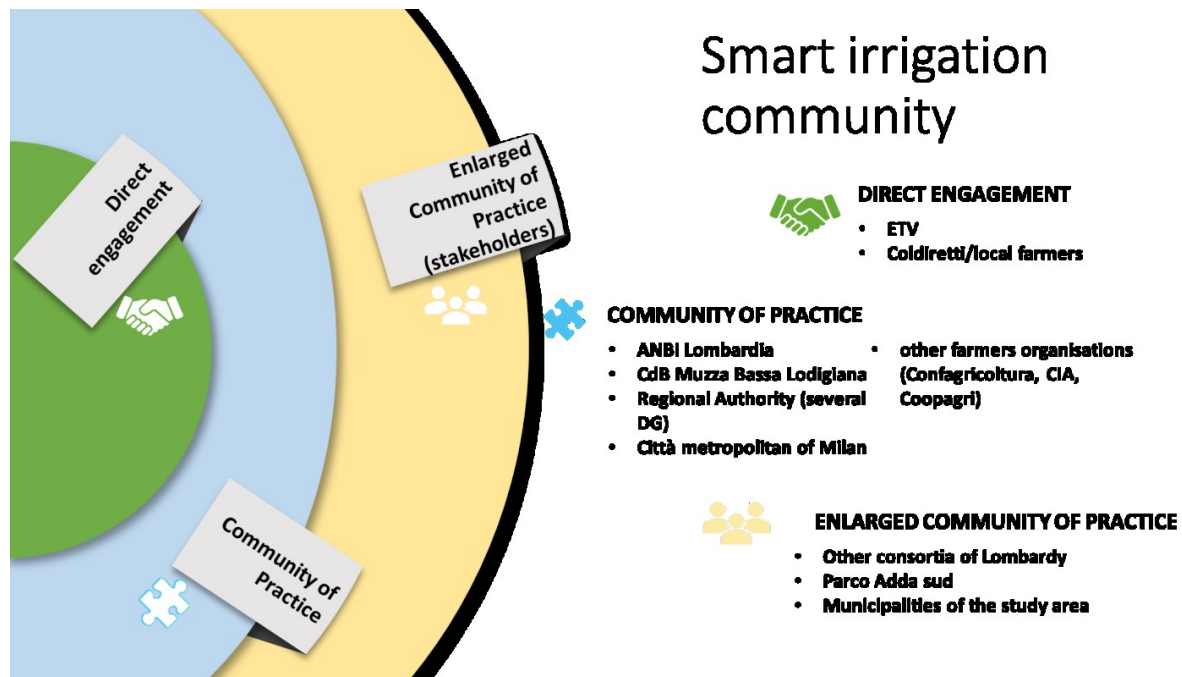 Smart irrigation
community
Direct
engagement
Enlarged
Community of
Practice
(stakeholders)
Community of
Practice
DIRECT ENGAGEMENT
• ETV
• Coldiretti/local farmers
COMMUNITY OF PRACTICE
• ANBI Lombardia
• CdB Muzza Bassa Lodigiana
• Regional Authority (several
DG)
• Città metropolitan of Milan
• other farmers organisations
(Confagricoltura, CIA,
Coopagri)
ENLARGED COMMUNITY OF PRACTICE
• Other consortia of Lombardy
• Parco Adda sud
• Municipalities of the study area